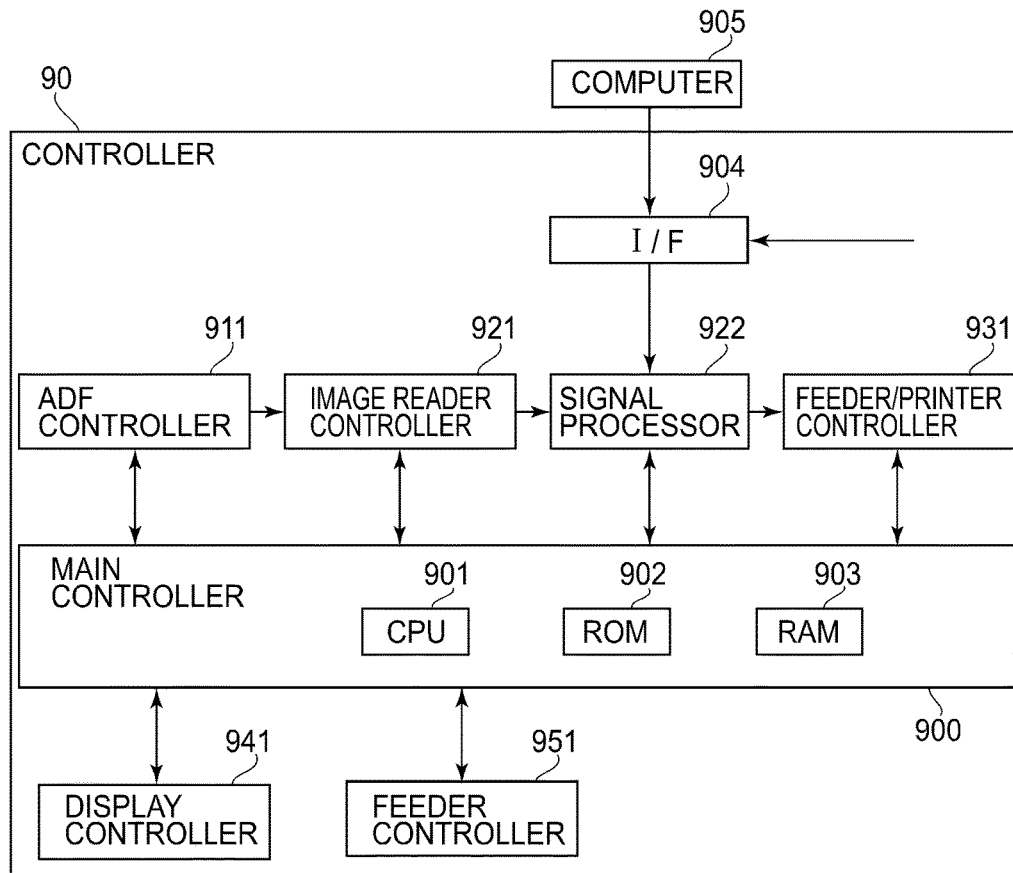 905
90
COMPUTER
CONTROLLER
904
I / F
911
921
922
931
ADF
CONTROLLER
IMAGE READER
CONTROLLER
SIGNAL
PROCESSOR
FEEDER/PRINTER
CONTROLLER
MAIN
CONTROLLER
901
902
903
CPU
ROM
RAM
900
941
951
DISPLAY
CONTROLLER
FEEDER
CONTROLLER